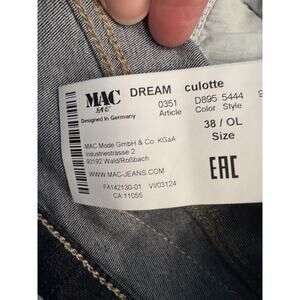 MAC
JEANS
Designed in Germany
DREAM culotte
0351 D895 5444 9
Article Color Style
38 / OL
Size
MAC Mode GmbH & Co. KGaA
Industriestrasse 2
93192 Wald/Roßbach
WWW.MAC-JEANS.COM
EAC
FA142130-01 VI/03124
CA 11055